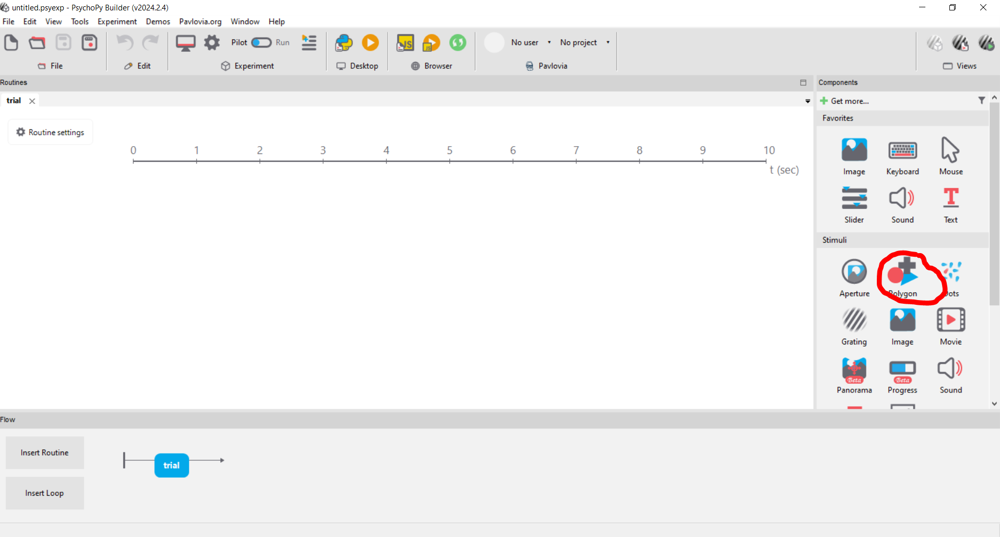 untitled.psyexp - PsychoPy Builder (v2024.2.4)
File Edit View Tools Experiment Demos Pavlovia.org Window Help
Pilot Run JS JS No user No project
File Edit Experiment Desktop Browser Pavlovia Views
Routines
Components
trial
Get more...
Favorites
Routine settings
0 1 2 3 4 5 6 7 8 9 10
t (sec)
Image Keyboard Mouse
Slider Sound Text
Stimuli
Aperture Polygon Dots
Grating Image Movie
Beta Beta
Panorama Progress Sound
Flow
Insert Routine
trial
Insert Loop